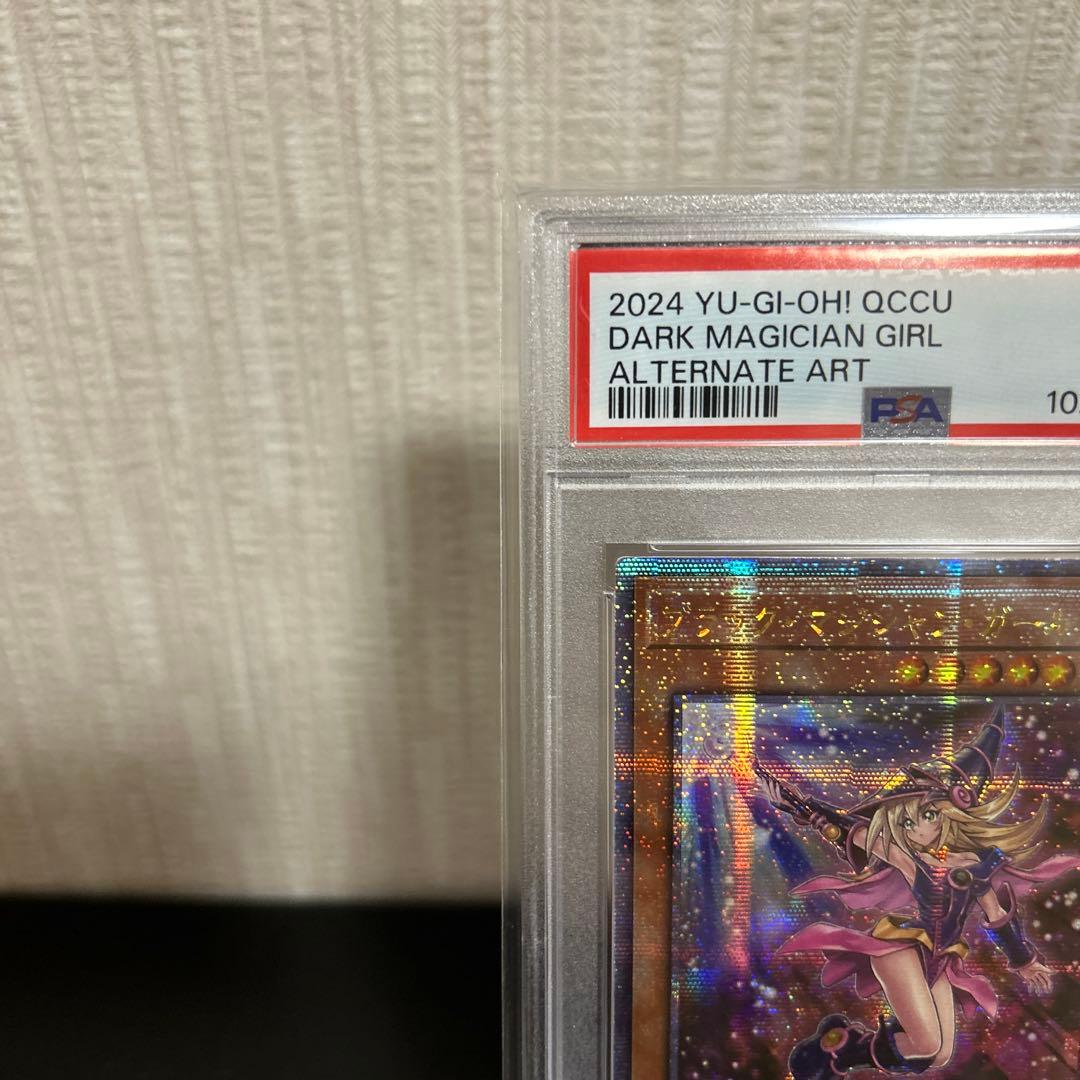 2024 YU-GI-OH! QCCU
DARK MAGICIAN GIRL
ALTERNATE ART
PSA
10
ブラック・マジシャン・ガール